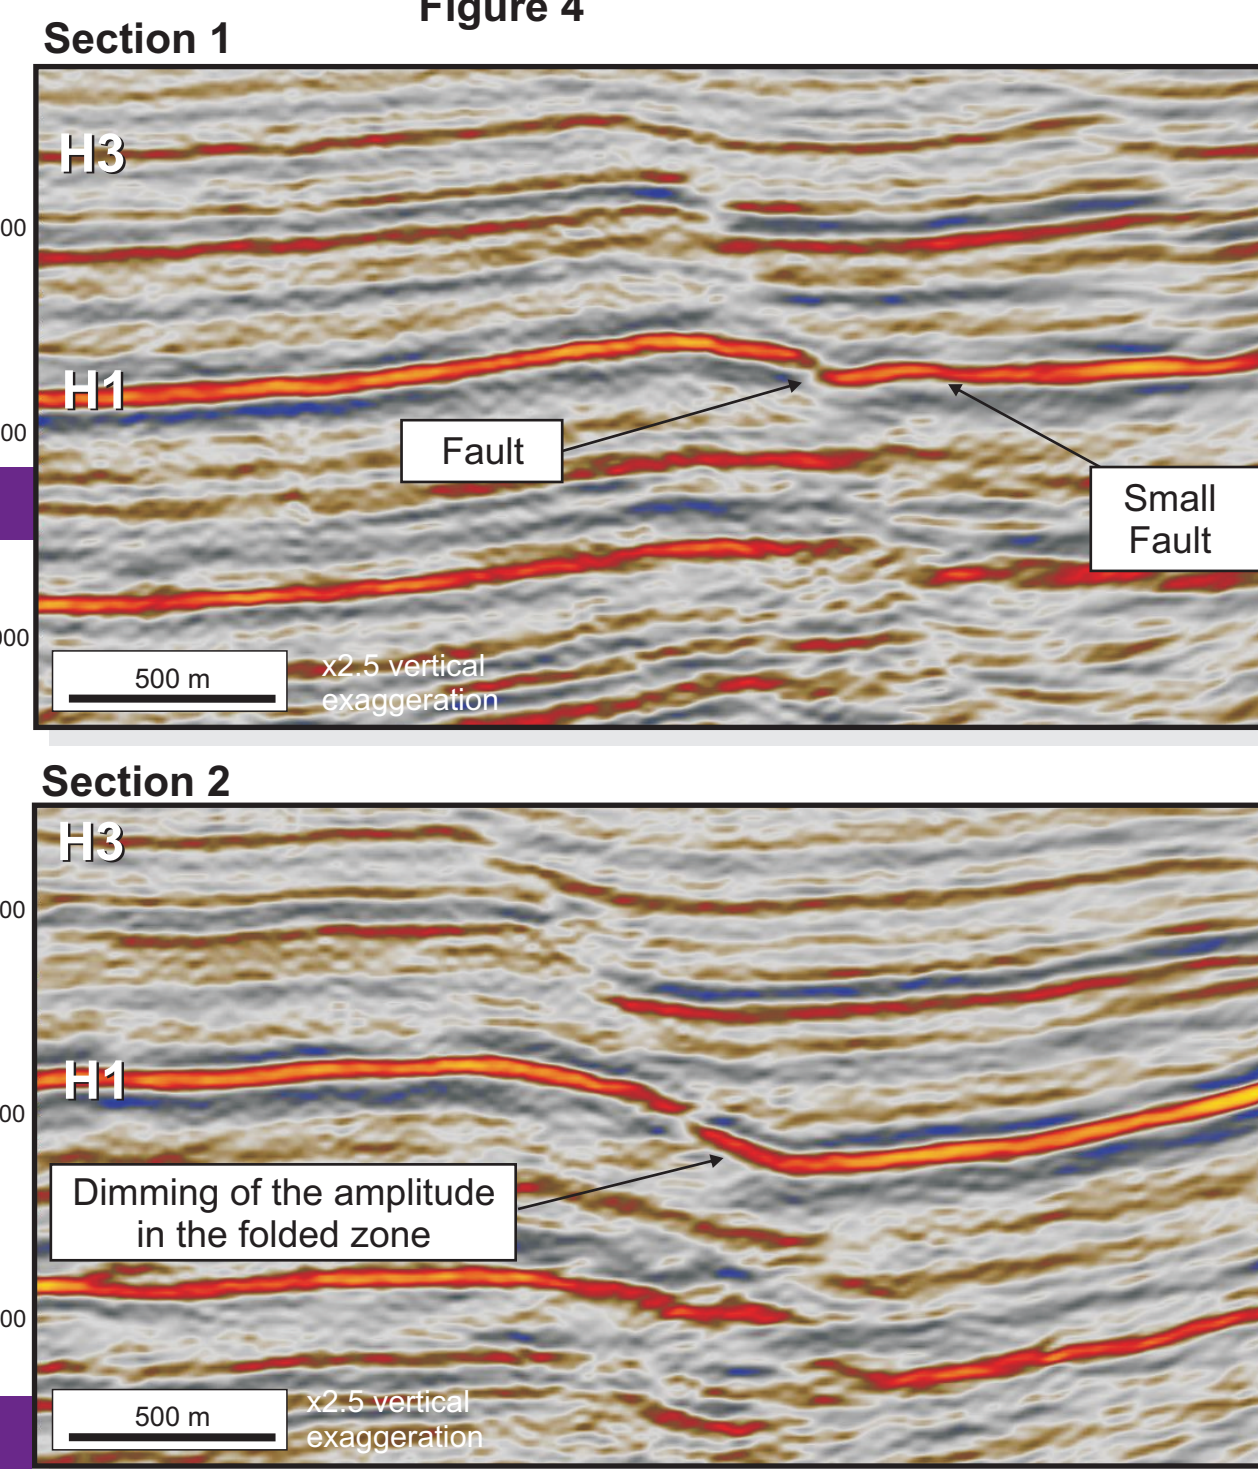 Figure 4
Section 1
H3
00
H1
00
Fault
Small
Fault
000
500 m
x2.5 vertical
exaggeration
Section 2
H3
00
H1
00
Dimming of the amplitude
in the folded zone
00
500 m
x2.5 vertical
exaggeration